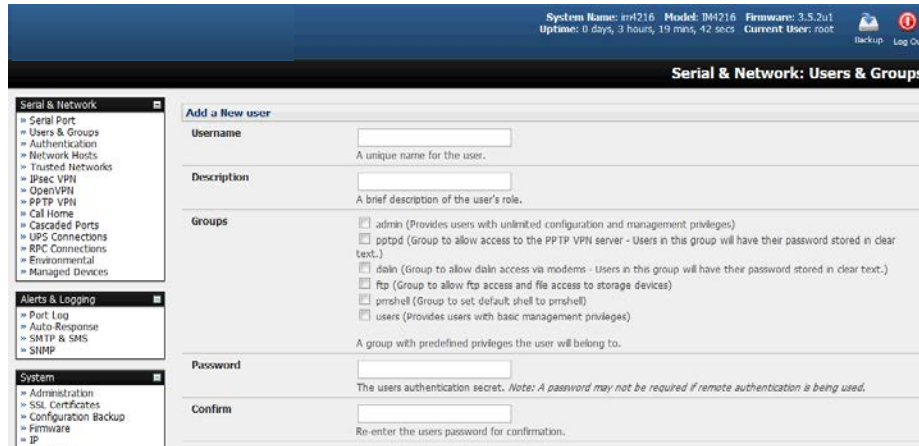 System Name: im4216 Model: IM4216 Firmware: 3.5.2u1
Uptime: 0 days, 3 hours, 19 mins, 42 secs Current User: root
Backup
Log Ou
Serial & Network: Users & Groups
Serial & Network
» Serial Port
» Users & Groups
» Authentication
» Network Hosts
» Trusted Networks
» IPsec VPN
» OpenVPN
» PPTP VPN
» Call Home
» Cascaded Ports
» UPS Connections
» RPC Connections
» Environmental
» Managed Devices
Alerts & Logging
» Port Log
» Auto-Response
» SMTP & SMS
» SNMP
System
» Administration
» SSL Certificates
» Configuration Backup
» Firmware
» IP
Add a New user
Username
A unique name for the user.
Description
A brief description of the user's role.
Groups
admin (Provides users with unlimited configuration and management privileges)
pptpd (Group to allow access to the PPTP VPN server - Users in this group will have their password stored in clear
text.)
dialin (Group to allow dialin access via modems - Users in this group will have their password stored in clear text.)
ftp (Group to allow ftp access and file access to storage devices)
pmshell (Group to set default shell to pmshell)
users (Provides users with basic management privileges)
A group with predefined privileges the user will belong to.
Password
The users authentication secret. Note: A password may not be required if remote authentication is being used.
Confirm
Re-enter the users password for confirmation.